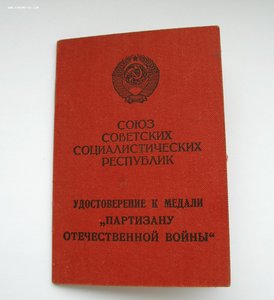 СОЮЗ
СОВЕТСКИХ
СОЦИАЛИСТИЧЕСКИХ
РЕСПУБЛИК
УДОСТОВЕРЕНИЕ К МЕДАЛИ
„ПАРТИЗАНУ
ОТЕЧЕСТВЕННОЙ ВОЙНЫ“